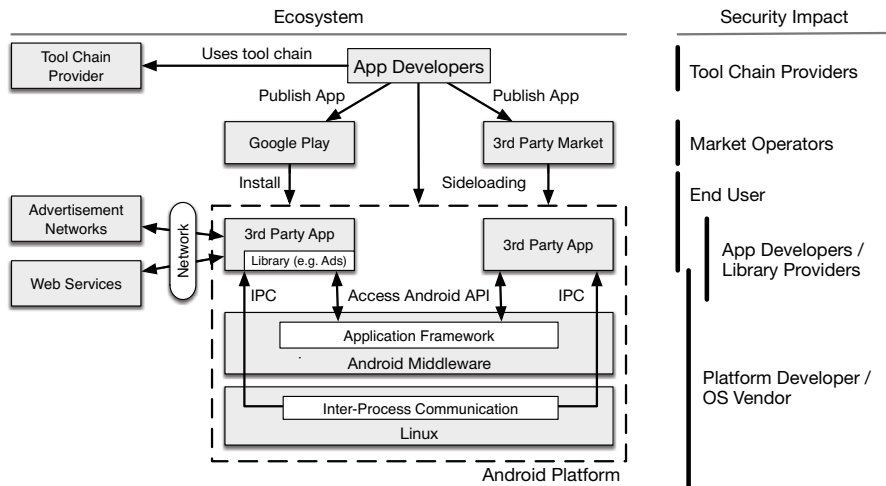 Ecosystem
Security Impact
Tool Chain
Provider
Uses tool chain
App Developers
Tool Chain Providers
Publish App
Publish App
Google Play
3rd Party Market
Market Operators
Install
Sideloading
End User
Advertisement
Networks
Network
3rd Party App
Library (e.g. Ads)
3rd Party App
App Developers /
Library Providers
Web Services
IPC
Access Android API
IPC
Application Framework
Android Middleware
Platform Developer /
OS Vendor
Inter-Process Communication
Linux
Android Platform